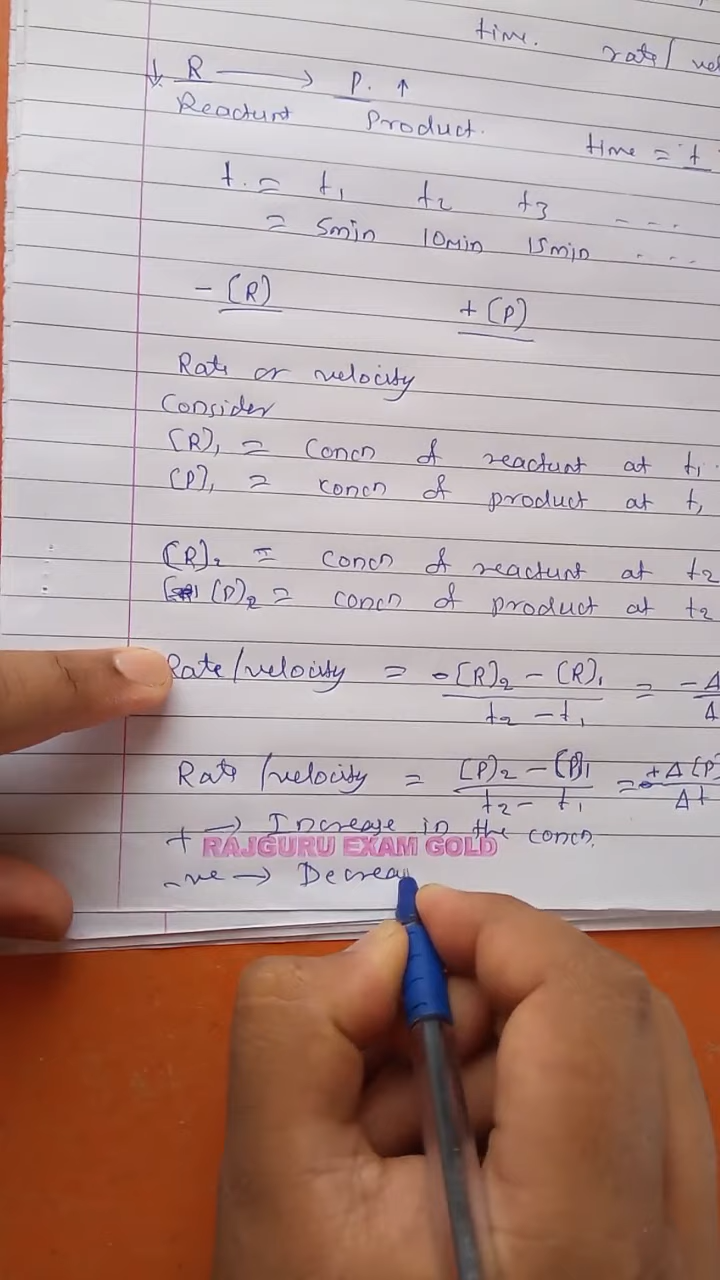 time. rate/
↓ R ⟶ P. ↑
Reactant Product.
time = 't'
t. = t₁ t₂ t₃ - - -
= 5min 10min 15min - - - -
- (R) + (P)
Rate or velocity
Consider
(R)₁ = Concn of reactant at t₁.
(P)₁ = Concn of product at t₁
(R)₂ = concn of reactant at t₂
(P)₂ = concn of product at t₂
Rate/velocity = -[R]₂ - (R)₁ / t₂ - t₁ = -Δ / Δ
Rate/velocity = [P]₂ - (P)₁ / t₂ - t₁ = +Δ[P] / Δt
+ → Increase in the concn.
RAJGURU EXAM GOLD
-ve → Decrea